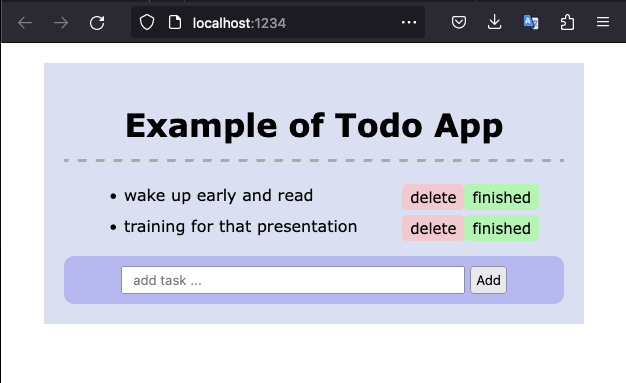 localhost:1234
Example of Todo App
• wake up early and read delete finished
• training for that presentation delete finished
add task ... Add